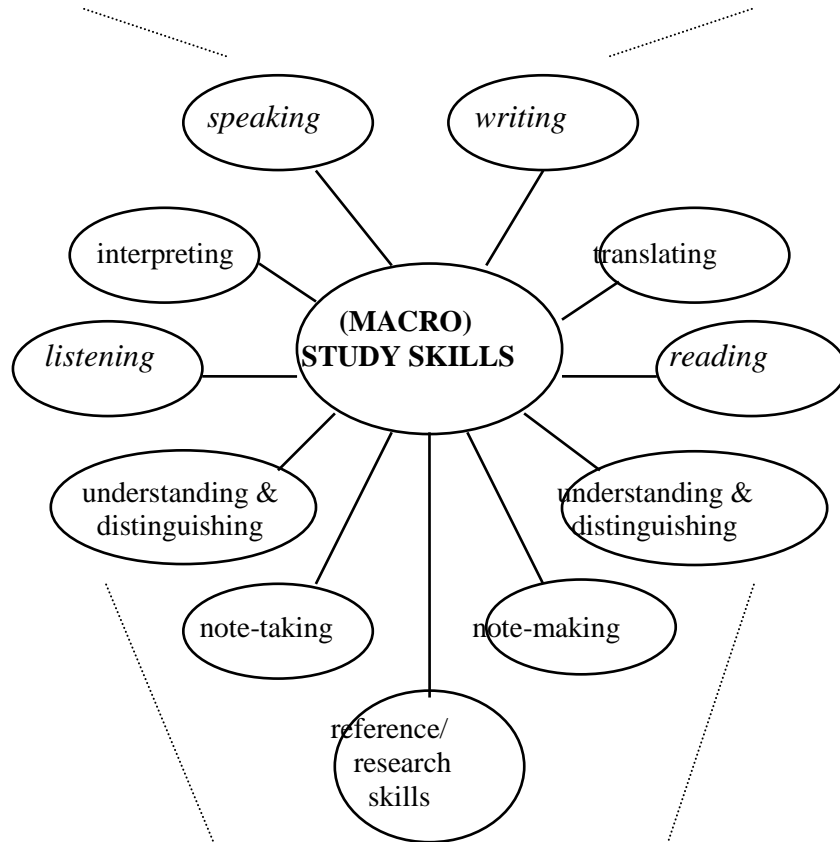 speaking
writing
interpreting
translating
(MACRO)
STUDY SKILLS
listening
reading
understanding &
distinguishing
understanding &
distinguishing
note-taking
note-making
reference/
research
skills